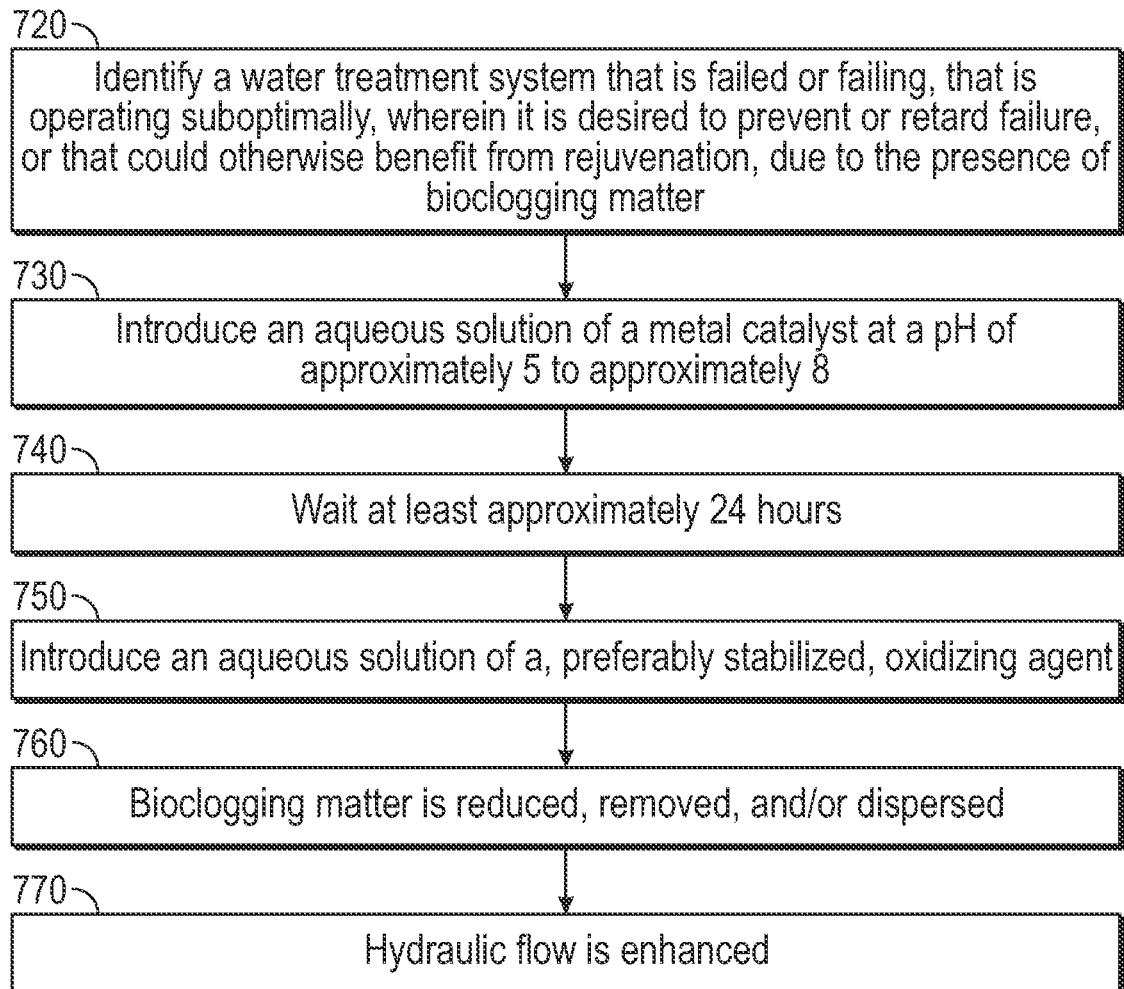 720
Identify a water treatment system that is failed or failing, that is
operating suboptimally, wherein it is desired to prevent or retard failure,
or that could otherwise benefit from rejuvenation, due to the presence of
bioclogging matter
730
Introduce an aqueous solution of a metal catalyst at a pH of
approximately 5 to approximately 8
740
Wait at least approximately 24 hours
750
Introduce an aqueous solution of a, preferably stabilized, oxidizing agent
760
Bioclogging matter is reduced, removed, and/or dispersed
770
Hydraulic flow is enhanced